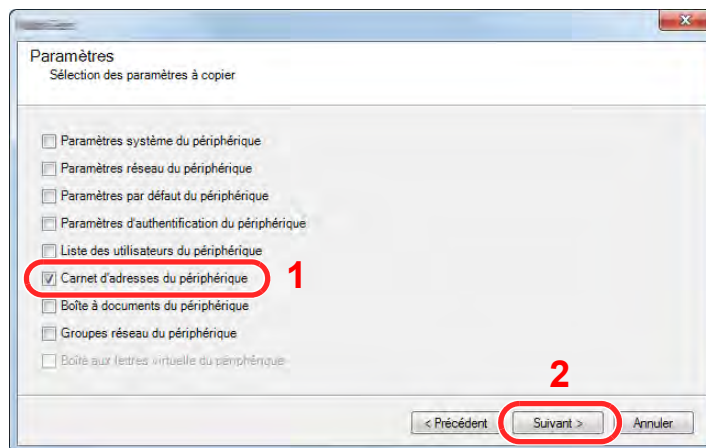 Paramètres
Sélection des paramètres à copier
Paramètres système du périphérique
Paramètres réseau du périphérique
Paramètres par défaut du périphérique
Paramètres d'authentification du périphérique
Liste des utilisateurs du périphérique
Carnet d'adresses du périphérique 1
Boîte à documents du périphérique
Groupes réseau du périphérique
Boîte aux lettres virtuelle du périphérique
2
< Précédent Suivant > Annuler